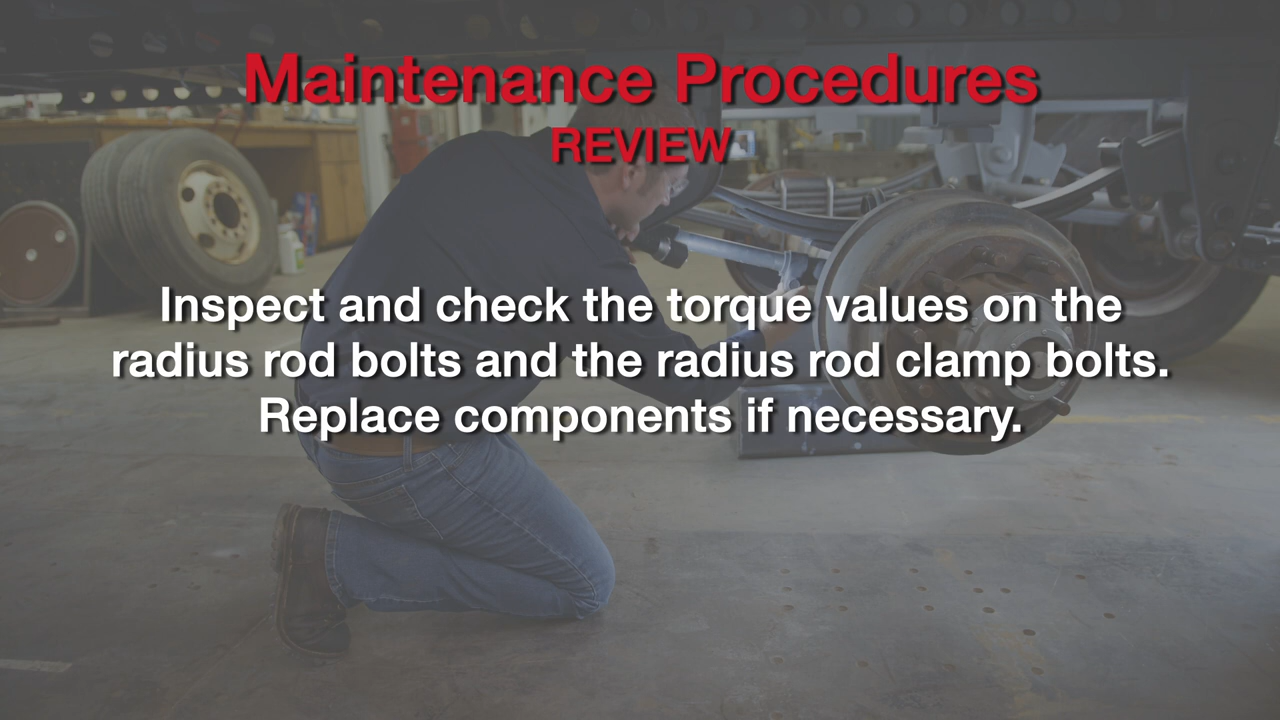 Maintenance Procedures
REVIEW
Inspect and check the torque values on the
radius rod bolts and the radius rod clamp bolts.
Replace components if necessary.